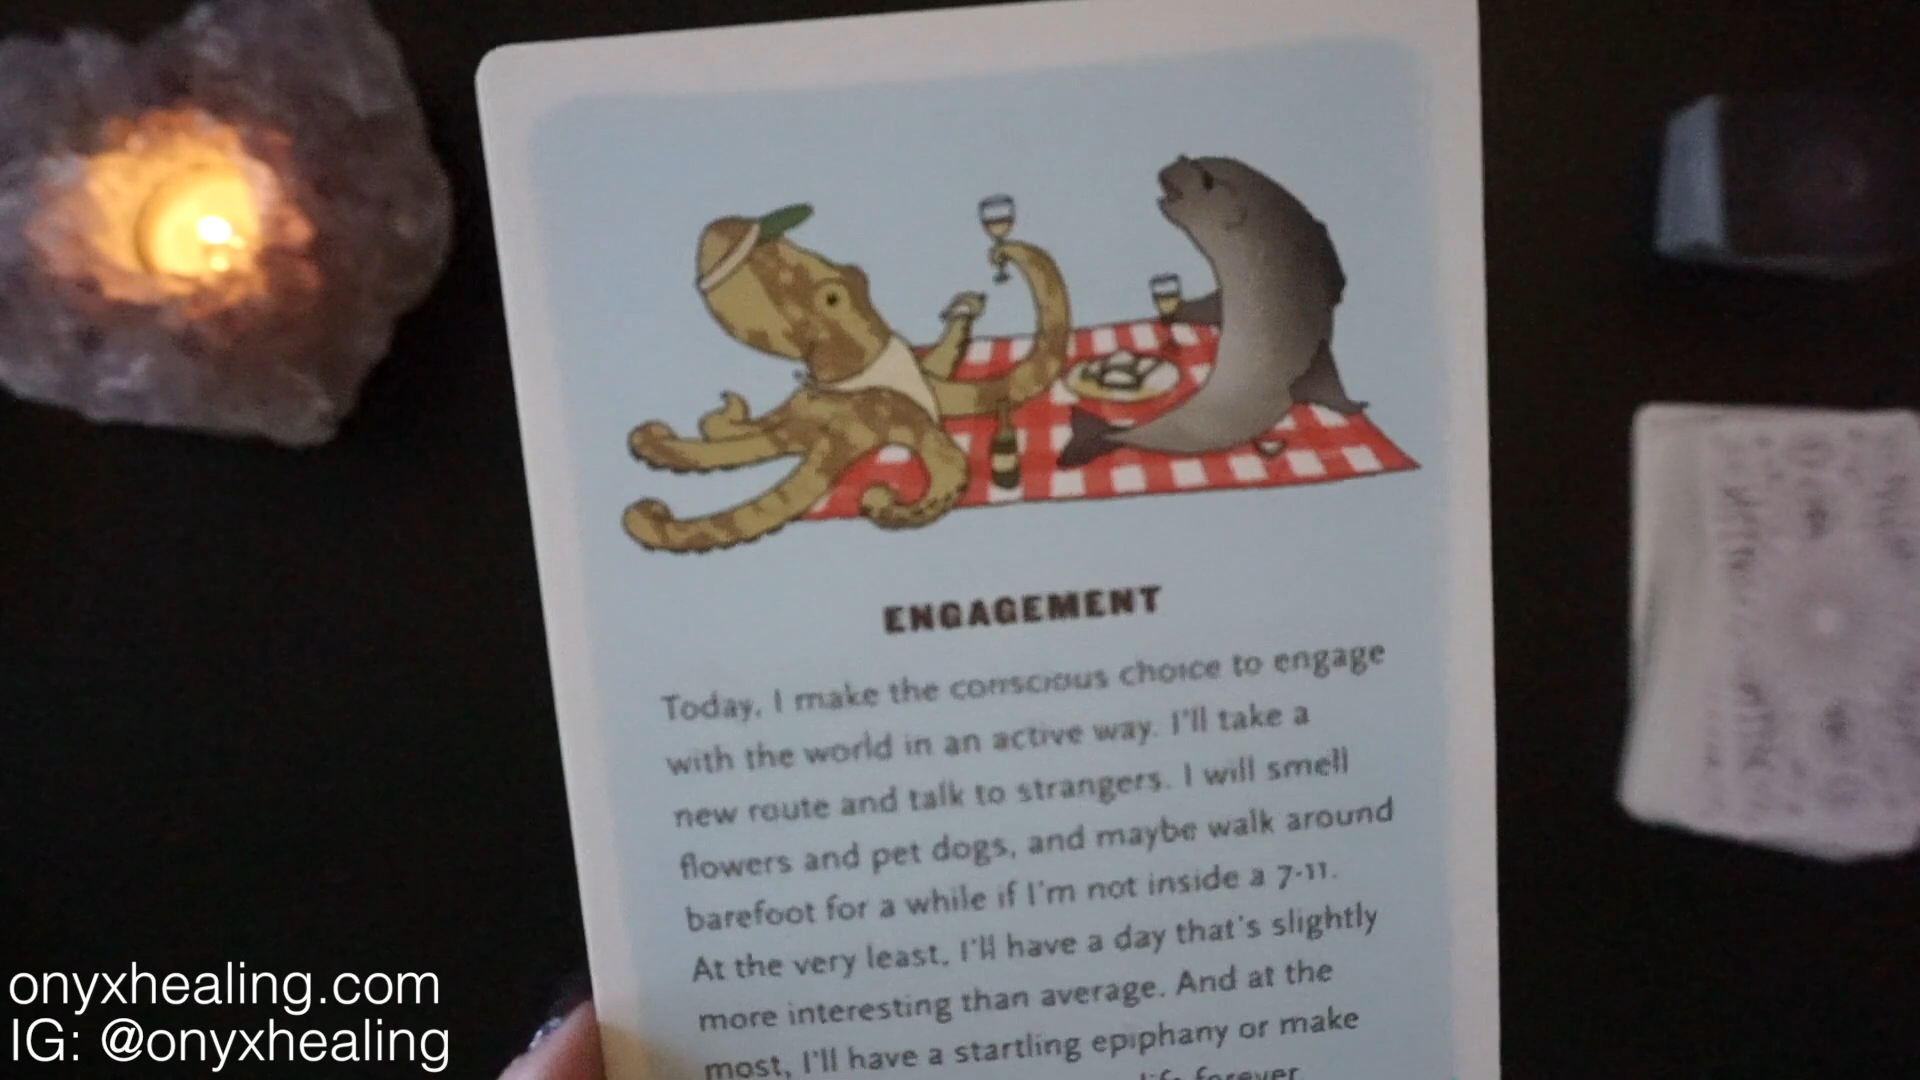 ENGAGEMENT
Today, I make the conscious choice to engage
with the world in an active way. I'll take a
new route and talk to strangers. I will smell
flowers and pet dogs, and maybe walk around
barefoot for a while if I'm not inside a 7-11.
At the very least, I'll have a day that's slightly
more interesting than average. And at the
most, I'll have a startling epiphany or make
life forever
onyxhealing.com
IG: @onyxhealing